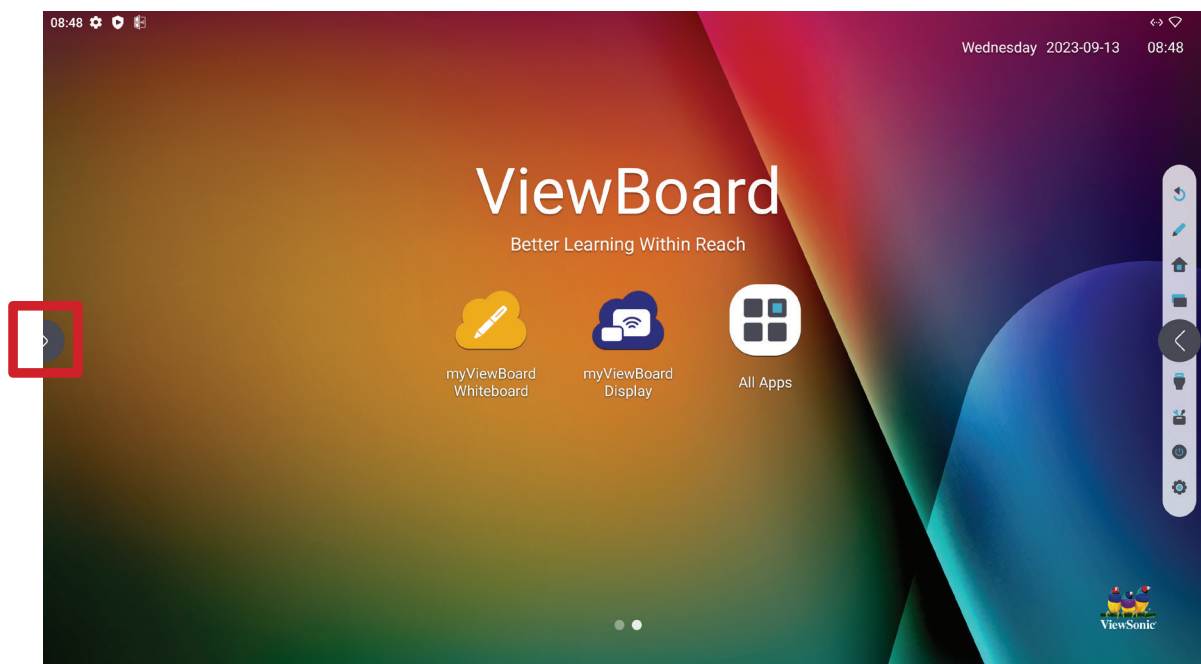 08:48
Wednesday 2023-09-13 08:48
ViewBoard
Better Learning Within Reach
myViewBoard
Whiteboard
myViewBoard
Display
All Apps
ViewSonic